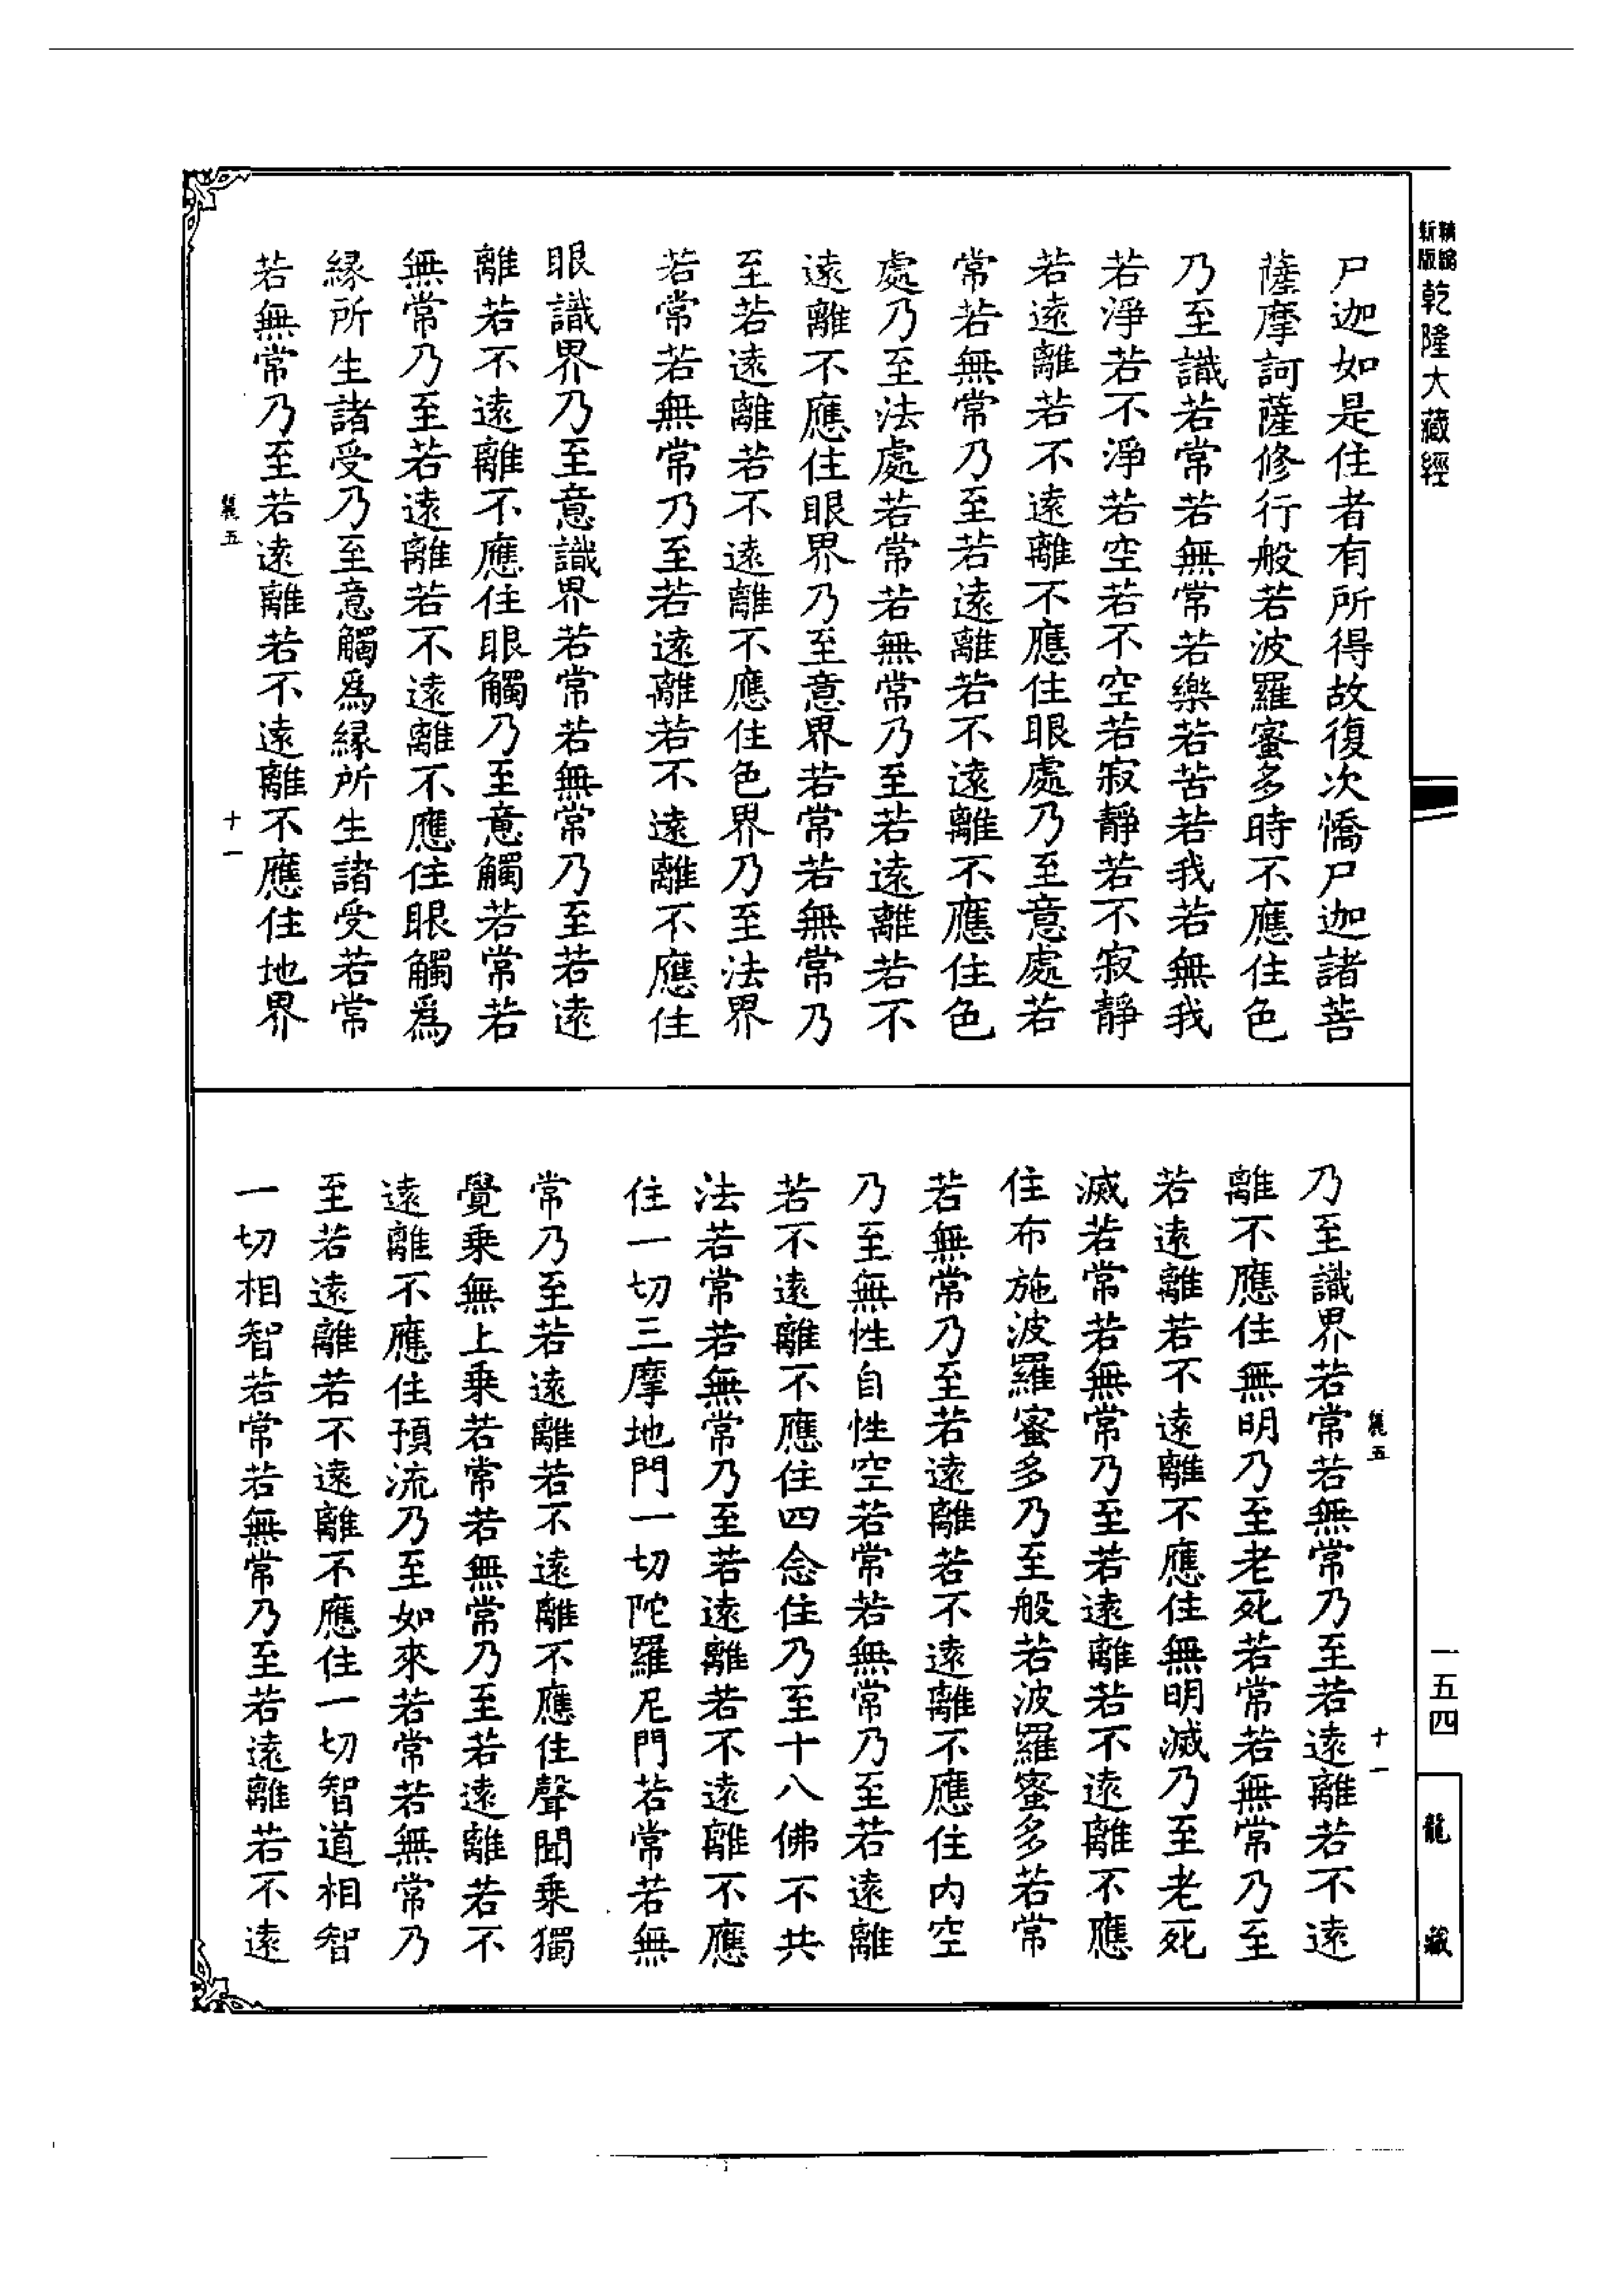 精編
新版
乾隆大藏經
尸迦如是住者有所得故復次憍尸迦諸菩
薩摩訶薩修行般若波羅蜜多時不應住色
乃至識若常若無常若樂若苦若我若無我
若淨若不淨若空若不空若寂靜若不寂靜
若遠離若不遠離不應住眼處乃至意處若
常若無常乃至若遠離若不遠離不應住色
處乃至法處若常若無常乃至若遠離若不
遠離不應住眼界乃至意界若常若無常乃
至若遠離若不遠離不應住色界乃至法界
若常若無常乃至若遠離若不遠離不應住
眼識界乃至意識界若常若無常乃至若遠
離若不遠離不應住眼觸乃至意觸若常若
無常乃至若遠離若不遠離不應住眼觸爲
緣所生諸受乃至意觸爲緣所生諸受若常
若無常乃至若遠離若不遠離不應住地界
五 十一
五 十一
乃至識界若常若無常乃至若遠離若不遠
離不應住無明乃至老死若常若無常乃至
若遠離若不遠離不應住無明滅乃至老死
滅若常若無常乃至若遠離若不遠離不應
住布施波羅蜜多乃至般若波羅蜜多若常
若無常乃至若遠離若不遠離不應住內空
乃至無性自性空若常若無常乃至若遠離
若不遠離不應住四念住乃至十八佛不共
法若常若無常乃至若遠離若不遠離不應
住一切三摩地門一切陀羅尼門若常若無
常乃至若遠離若不遠離不應住聲聞乘獨
覺乘無上乘若常若無常乃至若遠離若不
遠離不應住預流乃至如來若常若無常乃
至若遠離若不遠離不應住一切智道相智
一切相智若常若無常乃至若遠離若不遠
一五四
龍藏